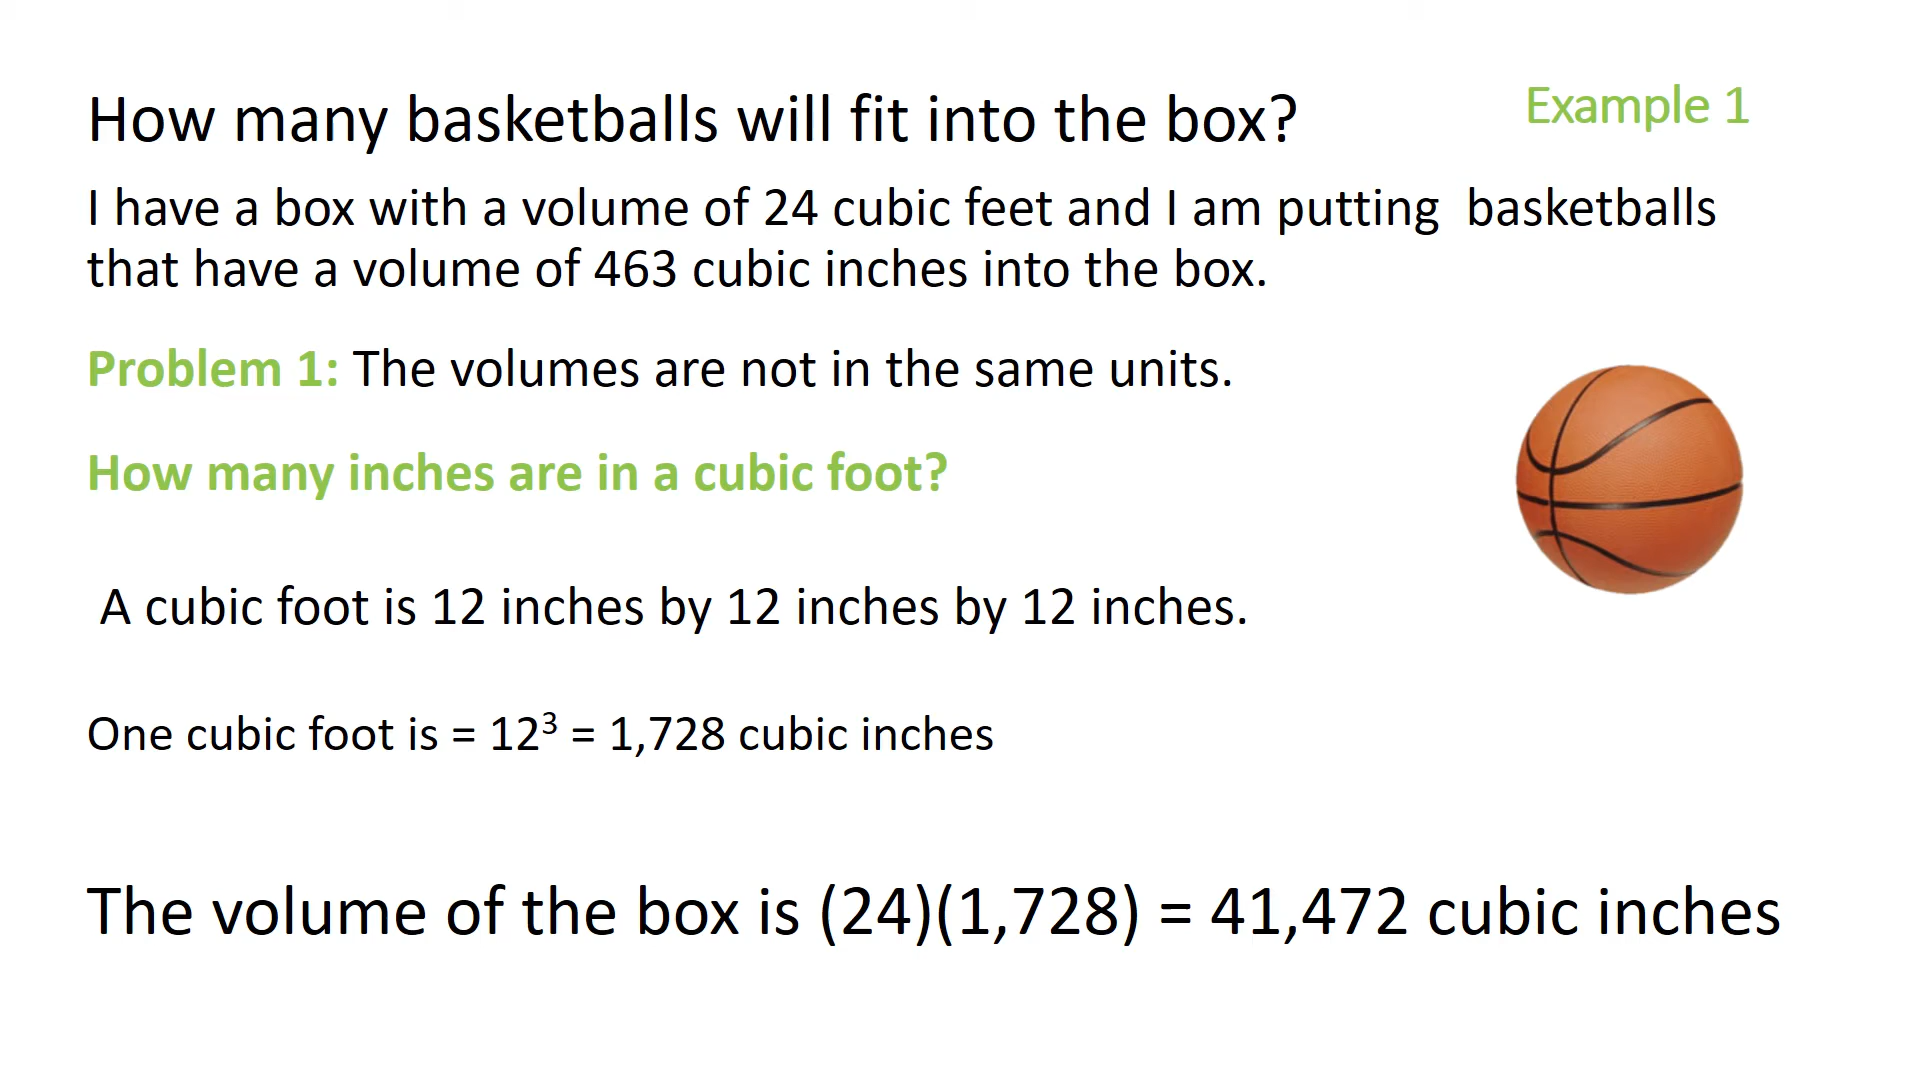 How many basketballs will fit into the box?
Example 1
I have a box with a volume of 24 cubic feet and I am putting  basketballs
that have a volume of 463 cubic inches into the box.
Problem 1: The volumes are not in the same units.
How many inches are in a cubic foot?
A cubic foot is 12 inches by 12 inches by 12 inches.
One cubic foot is = 12³ = 1,728 cubic inches
The volume of the box is (24)(1,728) = 41,472 cubic inches